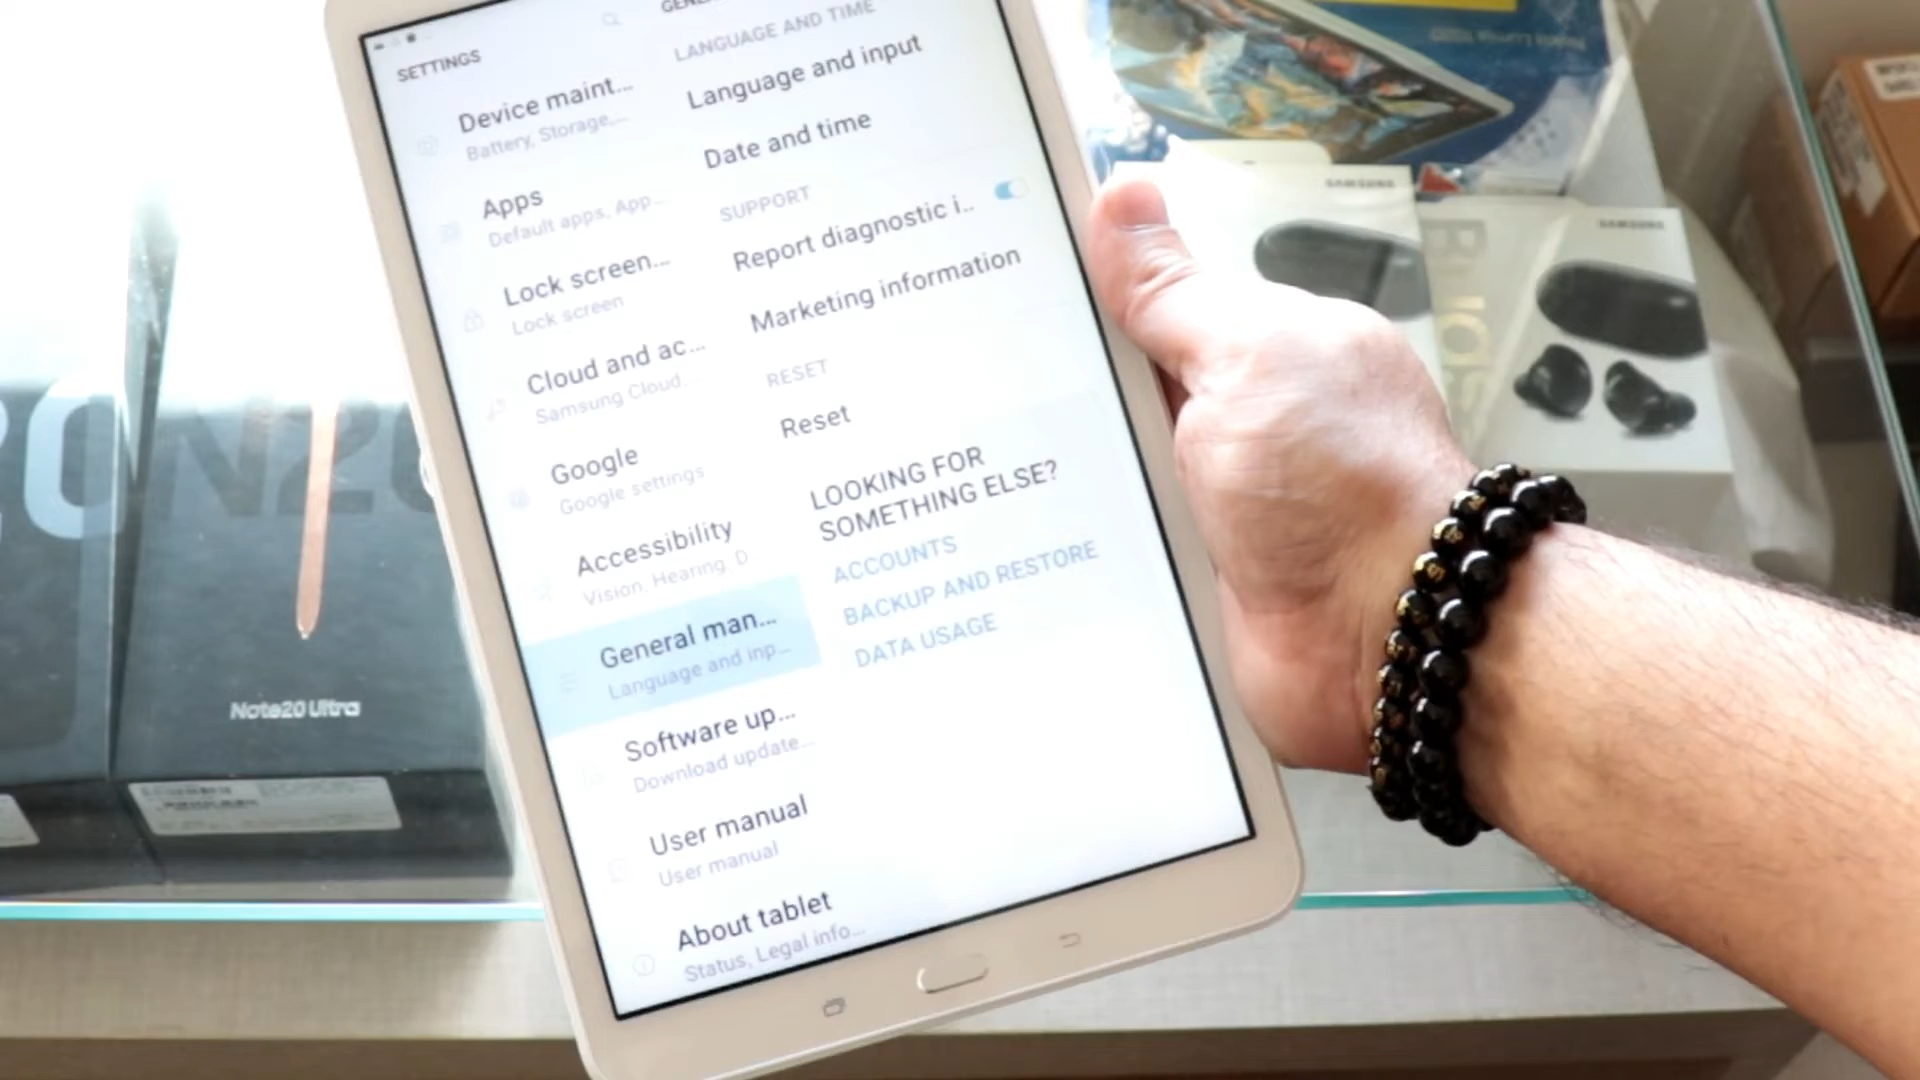 SETTINGS
Device maint...
Battery, Storage,...
Apps
Default apps, App...
Lock screen...
Lock screen
Cloud and ac...
Samsung Cloud...
Google
Google settings
Accessibility
Vision, Hearing, D
General man...
Language and inp...
Software up...
Download update...
User manual
User manual
About tablet
Status, Legal info...
LANGUAGE AND TIME
Language and input
Date and time
SUPPORT
Report diagnostic i..
Marketing information
RESET
Reset
LOOKING FOR
SOMETHING ELSE?
ACCOUNTS
BACKUP AND RESTORE
DATA USAGE
20
N20
Note20 Ultra
SAMSUNG
SAMSUNG